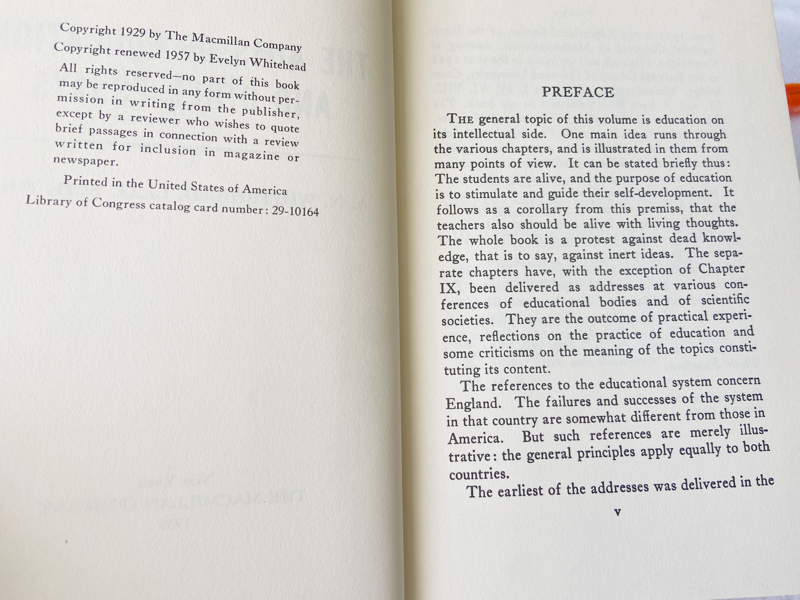 Copyright 1929 by The Macmillan Company
Copyright renewed 1957 by Evelyn Whitehead
All rights reserved—no part of this book
may be reproduced in any form without per-
mission in writing from the publisher,
except by a reviewer who wishes to quote
brief passages in connection with a review
written for inclusion in magazine or
newspaper.
Printed in the United States of America
Library of Congress catalog card number: 29-10164
PREFACE
THE general topic of this volume is education on
its intellectual side. One main idea runs through
the various chapters, and is illustrated in them from
many points of view. It can be stated briefly thus:
The students are alive, and the purpose of education
is to stimulate and guide their self-development. It
follows as a corollary from this premiss, that the
teachers also should be alive with living thoughts.
The whole book is a protest against dead knowl-
edge, that is to say, against inert ideas. The sepa-
rate chapters have, with the exception of Chapter
IX, been delivered as addresses at various con-
ferences of educational bodies and of scientific
societies. They are the outcome of practical experi-
ence, reflections on the practice of education and
some criticisms on the meaning of the topics consti-
tuting its content.
The references to the educational system concern
England. The failures and successes of the system
in that country are somewhat different from those in
America. But such references are merely illus-
trative: the general principles apply equally to both
countries.
The earliest of the addresses was delivered in the
v